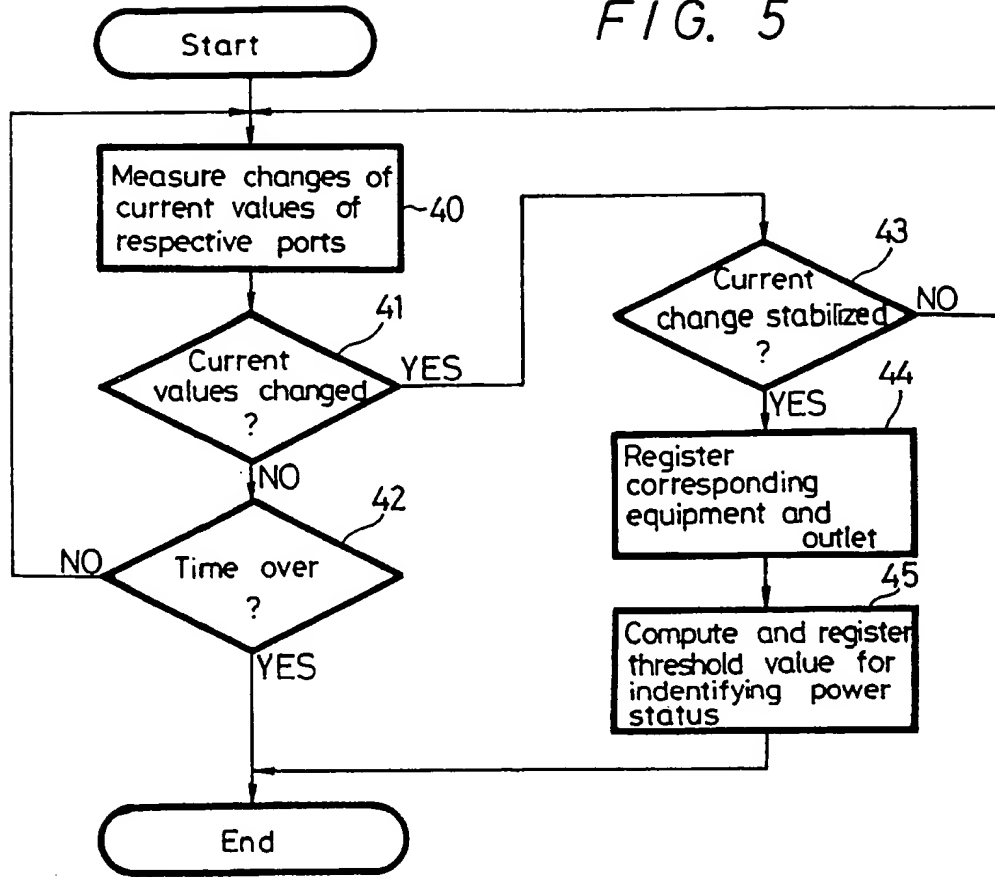 FIG. 5
Start
Measure changes of
current values of
respective ports
40
41
Current
values changed
?
YES
NO
42
Time over
?
NO
YES
43
Current
change stabilized
?
NO
YES
44
Register
corresponding
equipment and
outlet
45
Compute and register
threshold value for
indentifying power
status
End